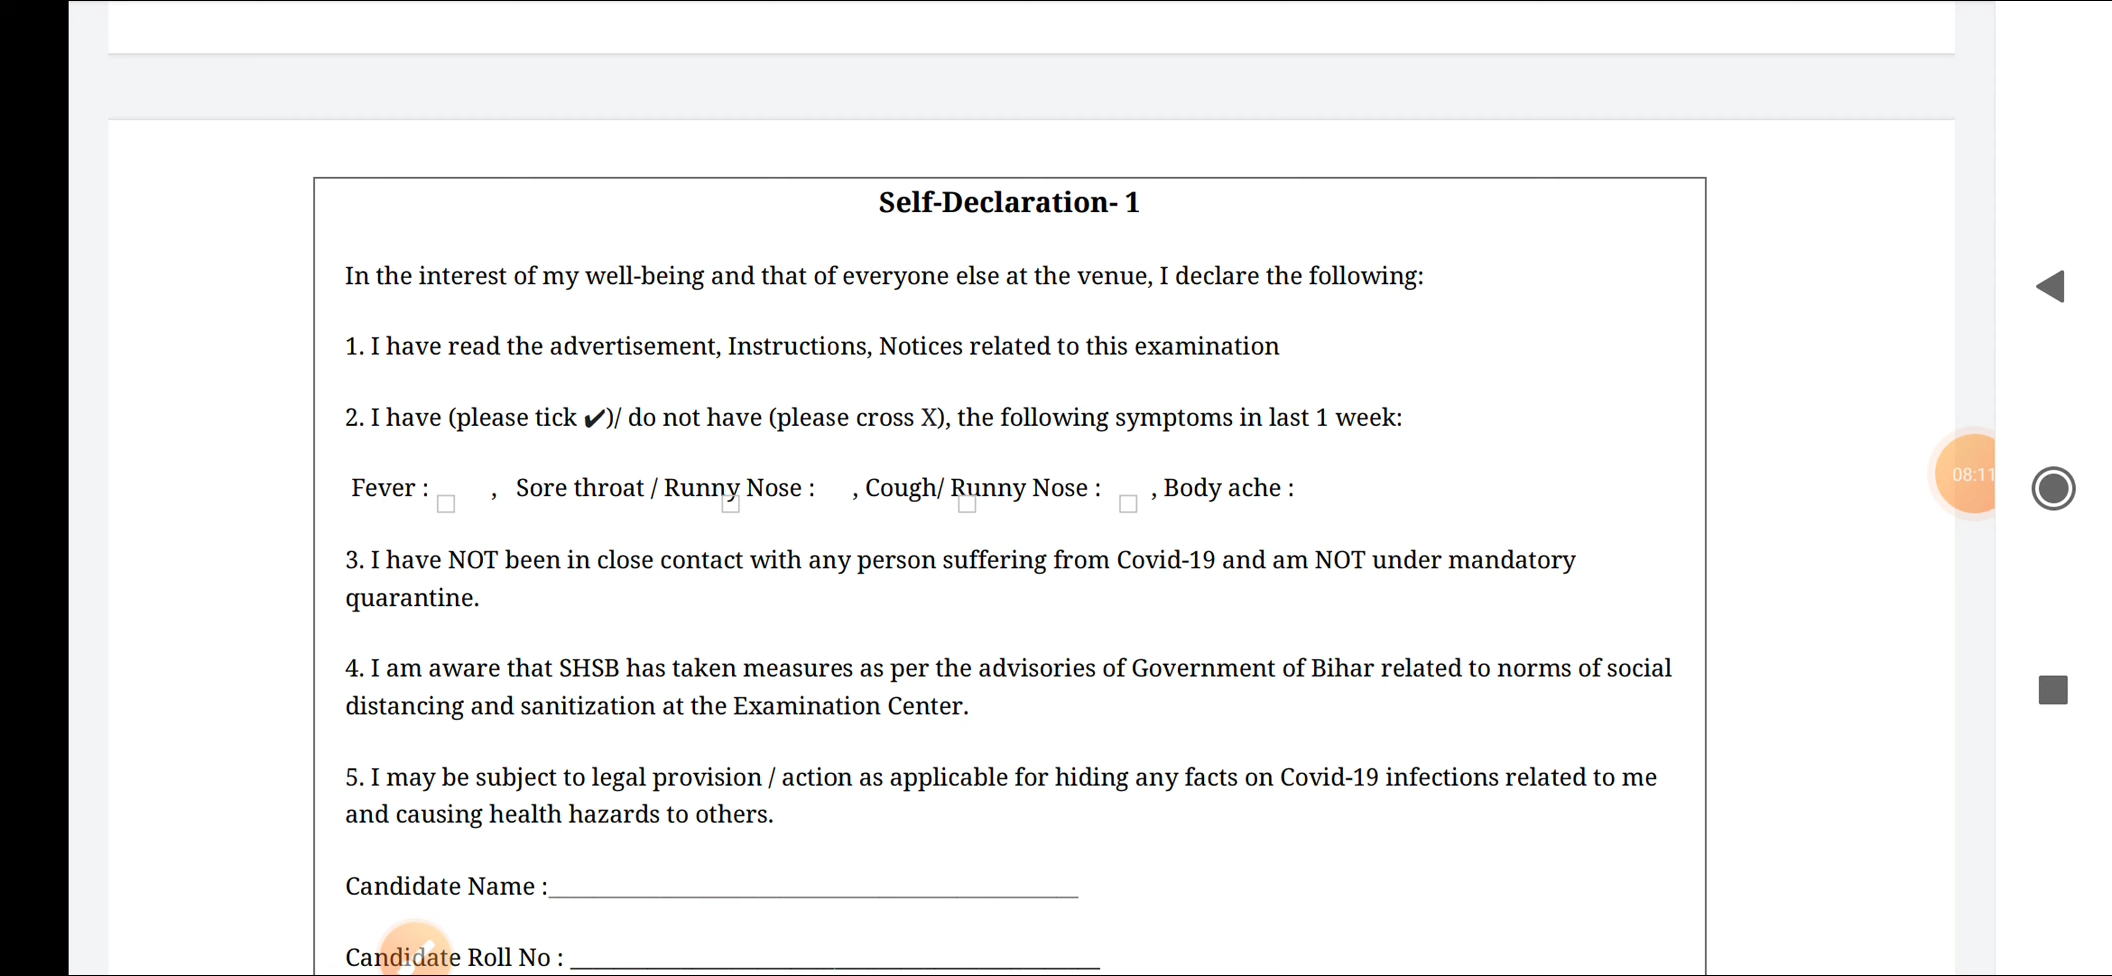 Self-Declaration- 1
In the interest of my well-being and that of everyone else at the venue, I declare the following:
1. I have read the advertisement, Instructions, Notices related to this examination
2. I have (please tick ✔)/ do not have (please cross X), the following symptoms in last 1 week:
Fever : ☐ , Sore throat / Runny Nose : ☐ , Cough/ Runny Nose : ☐ , Body ache : ☐
3. I have NOT been in close contact with any person suffering from Covid-19 and am NOT under mandatory
quarantine.
4. I am aware that SHSB has taken measures as per the advisories of Government of Bihar related to norms of social
distancing and sanitization at the Examination Center.
5. I may be subject to legal provision / action as applicable for hiding any facts on Covid-19 infections related to me
and causing health hazards to others.
Candidate Name :
Candidate Roll No :
08:11